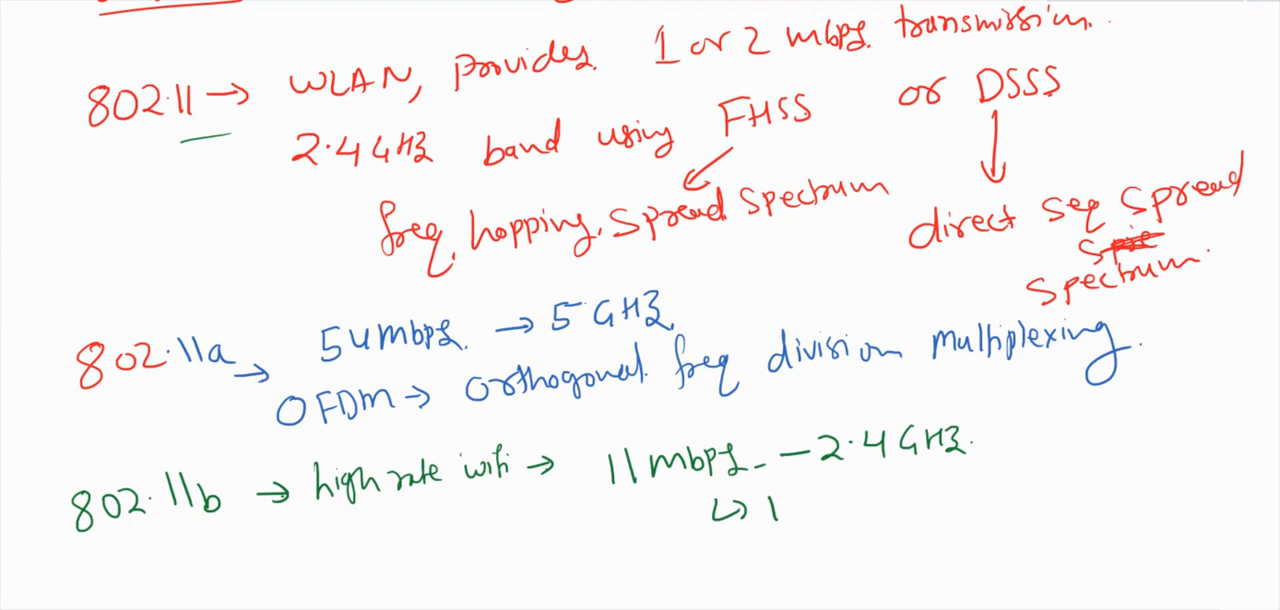 802.11 → WLAN, Provides 1 or 2 mbps transmission.
2.4 GHz band using FHSS or DSSS
freq. hopping. Spread Spectrum
direct seq Spread
Spectrum.
802.11a → 54mbps. → 5 GHz
OFDM → orthogonal freq division multiplexing.
802.11b → high rate wifi → 11 mbps - 2.4 GHz.
↳ 1